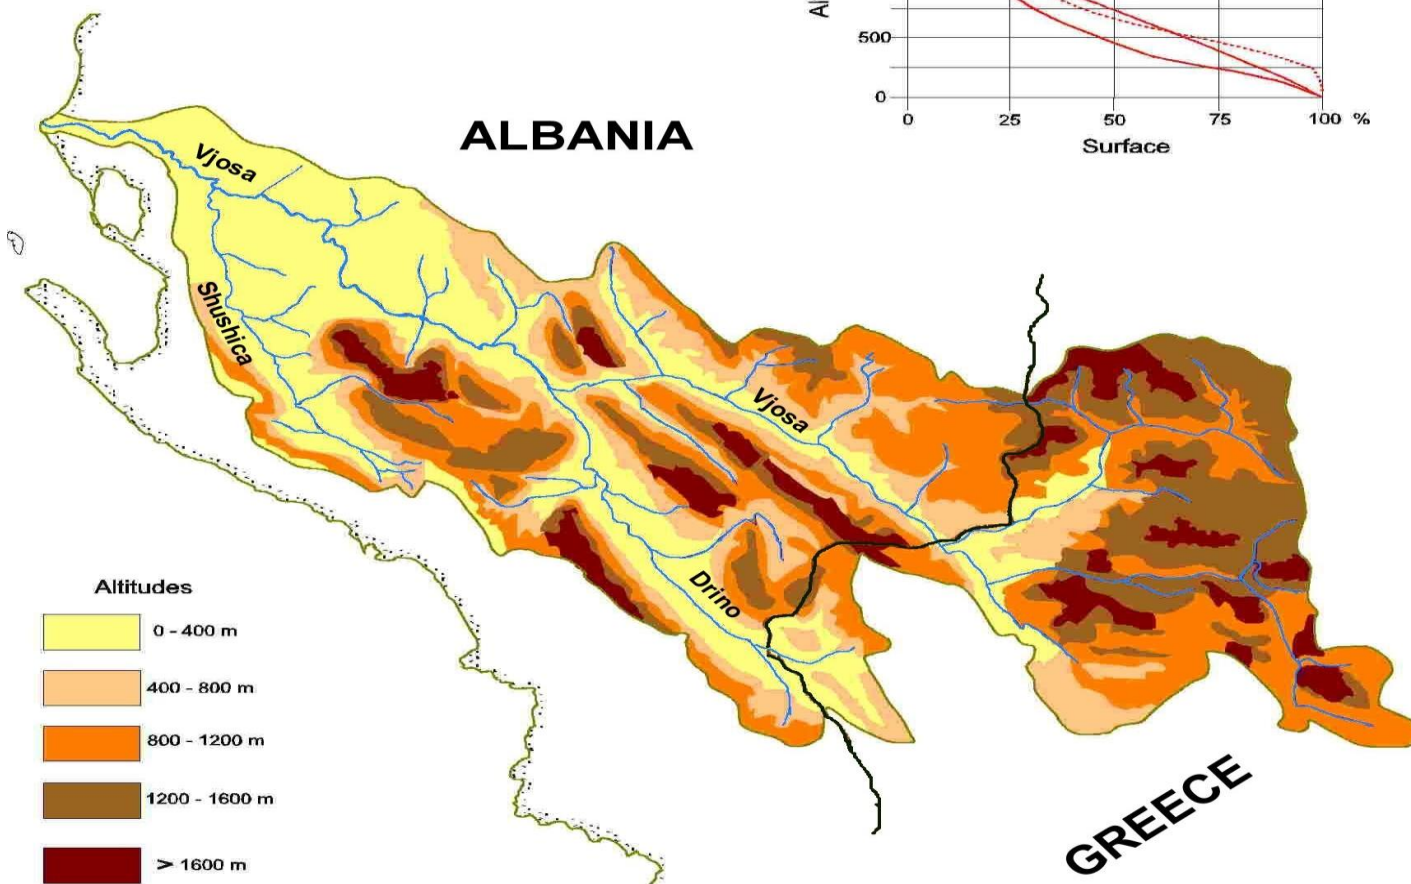 Al
500
0
0 25 50 75 100 %
Surface
ALBANIA
Vjosa
Shushica
Vjosa
Drino
GREECE
Altitudes
0 - 400 m
400 - 800 m
800 - 1200 m
1200 - 1600 m
> 1600 m